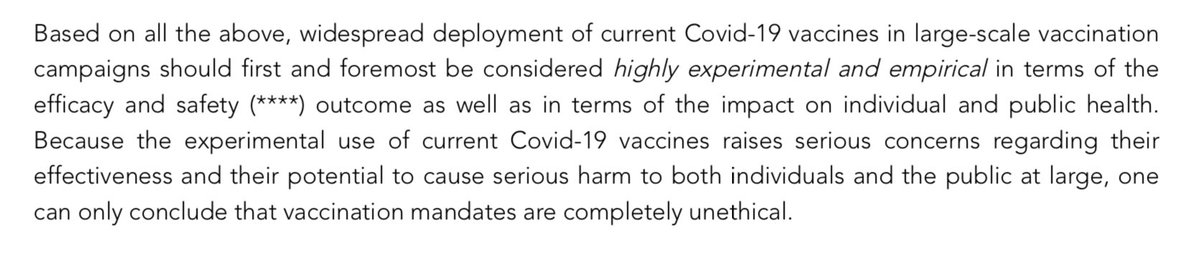 Based on all the above, widespread deployment of current Covid-19 vaccines in large-scale vaccination
campaigns should first and foremost be considered highly experimental and empirical in terms of the
efficacy and safety (****) outcome as well as in terms of the impact on individual and public health.
Because the experimental use of current Covid-19 vaccines raises serious concerns regarding their
effectiveness and their potential to cause serious harm to both individuals and the public at large, one
can only conclude that vaccination mandates are completely unethical.